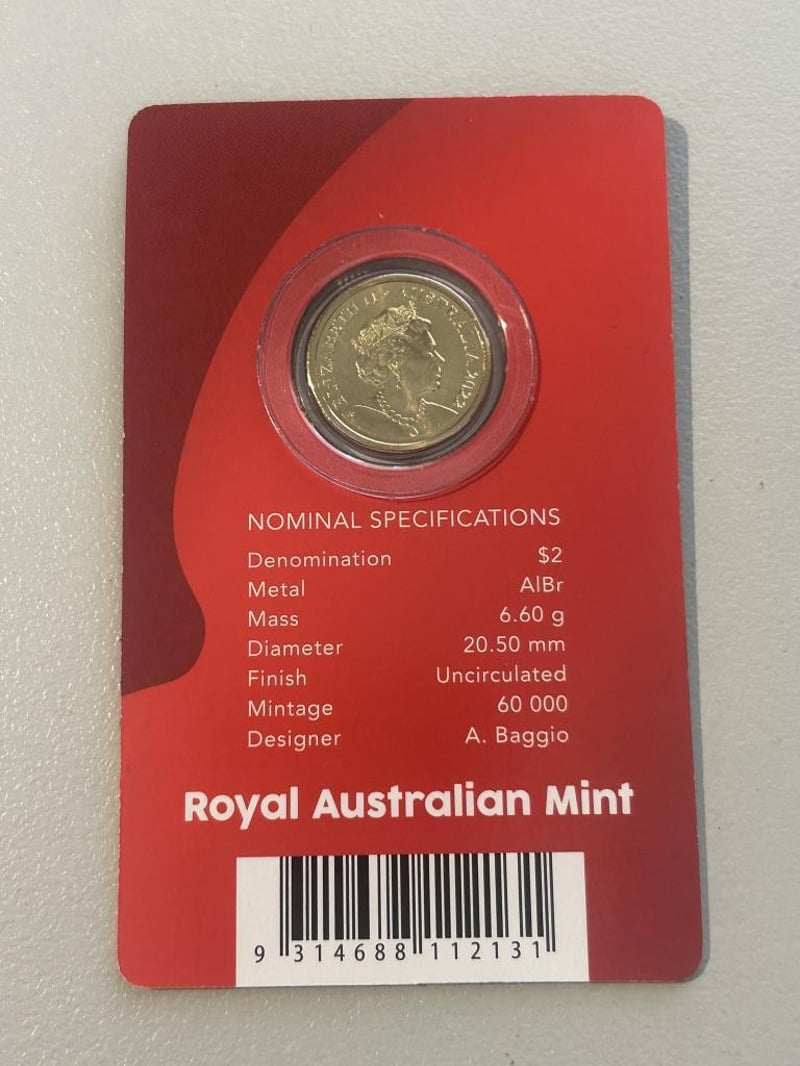 ELIZABETH II • AUSTRALIA 2022
NOMINAL SPECIFICATIONS
Denomination $2
Metal AlBr
Mass 6.60 g
Diameter 20.50 mm
Finish Uncirculated
Mintage 60 000
Designer A. Baggio
Royal Australian Mint
9 314688 112131